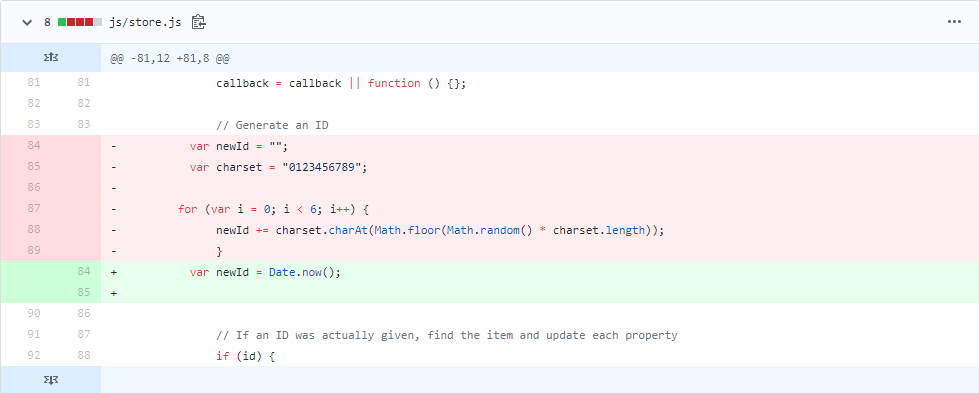 8 js/store.js ...
@@ -81,12 +81,8 @@
81 81 callback = callback || function () {};
82 82
83 83 // Generate an ID
84 - var newId = "";
85 - var charset = "0123456789";
86 -
87 - for (var i = 0; i < 6; i++) {
88 - newId += charset.charAt(Math.floor(Math.random() * charset.length));
89 - }
84 + var newId = Date.now();
85 +
90 86
91 87 // If an ID was actually given, find the item and update each property
92 88 if (id) {